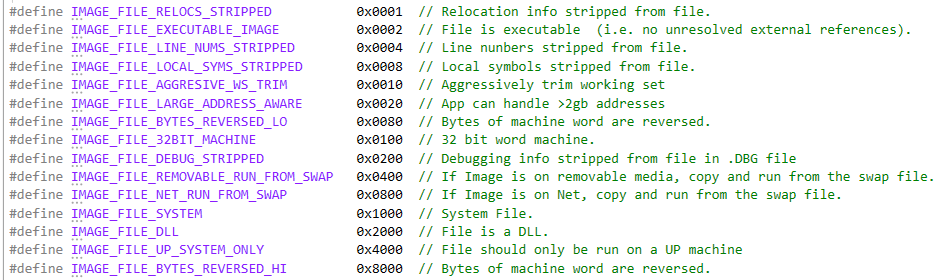 #define IMAGE_FILE_RELOCS_STRIPPED 0x0001 // Relocation info stripped from file.
#define IMAGE_FILE_EXECUTABLE_IMAGE 0x0002 // File is executable (i.e. no unresolved external references).
#define IMAGE_FILE_LINE_NUMS_STRIPPED 0x0004 // Line nunbers stripped from file.
#define IMAGE_FILE_LOCAL_SYMS_STRIPPED 0x0008 // Local symbols stripped from file.
#define IMAGE_FILE_AGGRESIVE_WS_TRIM 0x0010 // Aggressively trim working set
#define IMAGE_FILE_LARGE_ADDRESS_AWARE 0x0020 // App can handle >2gb addresses
#define IMAGE_FILE_BYTES_REVERSED_LO 0x0080 // Bytes of machine word are reversed.
#define IMAGE_FILE_32BIT_MACHINE 0x0100 // 32 bit word machine.
#define IMAGE_FILE_DEBUG_STRIPPED 0x0200 // Debugging info stripped from file in .DBG file
#define IMAGE_FILE_REMOVABLE_RUN_FROM_SWAP 0x0400 // If Image is on removable media, copy and run from the swap file.
#define IMAGE_FILE_NET_RUN_FROM_SWAP 0x0800 // If Image is on Net, copy and run from the swap file.
#define IMAGE_FILE_SYSTEM 0x1000 // System File.
#define IMAGE_FILE_DLL 0x2000 // File is a DLL.
#define IMAGE_FILE_UP_SYSTEM_ONLY 0x4000 // File should only be run on a UP machine
#define IMAGE_FILE_BYTES_REVERSED_HI 0x8000 // Bytes of machine word are reversed.